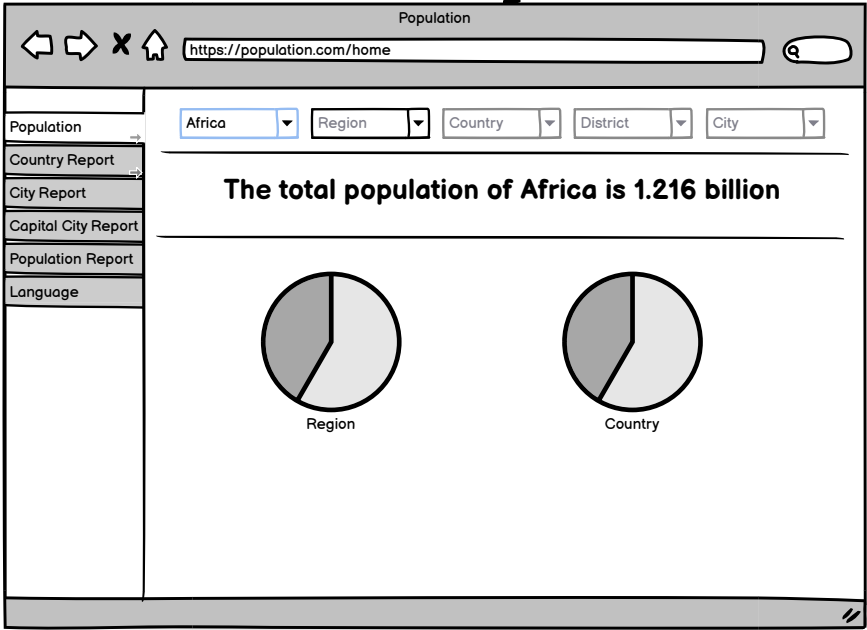 Population
https://population.com/home
Population
Country Report
City Report
Capital City Report
Population Report
Language
Africa
Region
Country
District
City
The total population of Africa is 1.216 billion
Region
Country